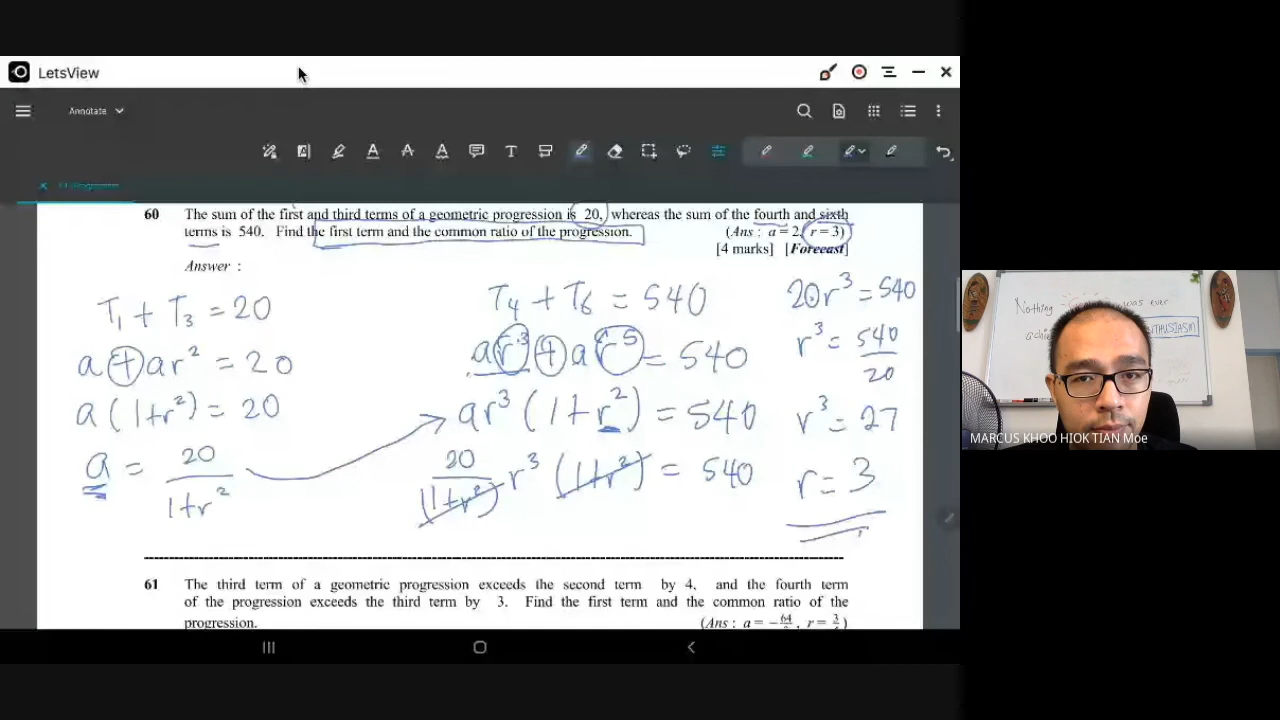 LetsView
Annotate
60 The sum of the first and third terms of a geometric progression is 20, whereas the sum of the fourth and sixth
terms is 540. Find the first term and the common ratio of the progression. (Ans : a = 2, r = 3)
[4 marks] [Forecast]
Answer :
T₁ + T₃ = 20
a + ar² = 20
a (1+r²) = 20
a = 20/(1+r²)
T₄ + T₆ = 540
ar³ + ar⁵ = 540
ar³ (1+r²) = 540
20/(1+r²) r³ (1+r²) = 540
20r³ = 540
r³ = 540/20
r³ = 27
r = 3
61 The third term of a geometric progression exceeds the second term by 4, and the fourth term
of the progression exceeds the third term by 3. Find the first term and the common ratio of the
progression. (Ans : a =
Nothing was ever
MARCUS KHOO HIOK TIAN Moe